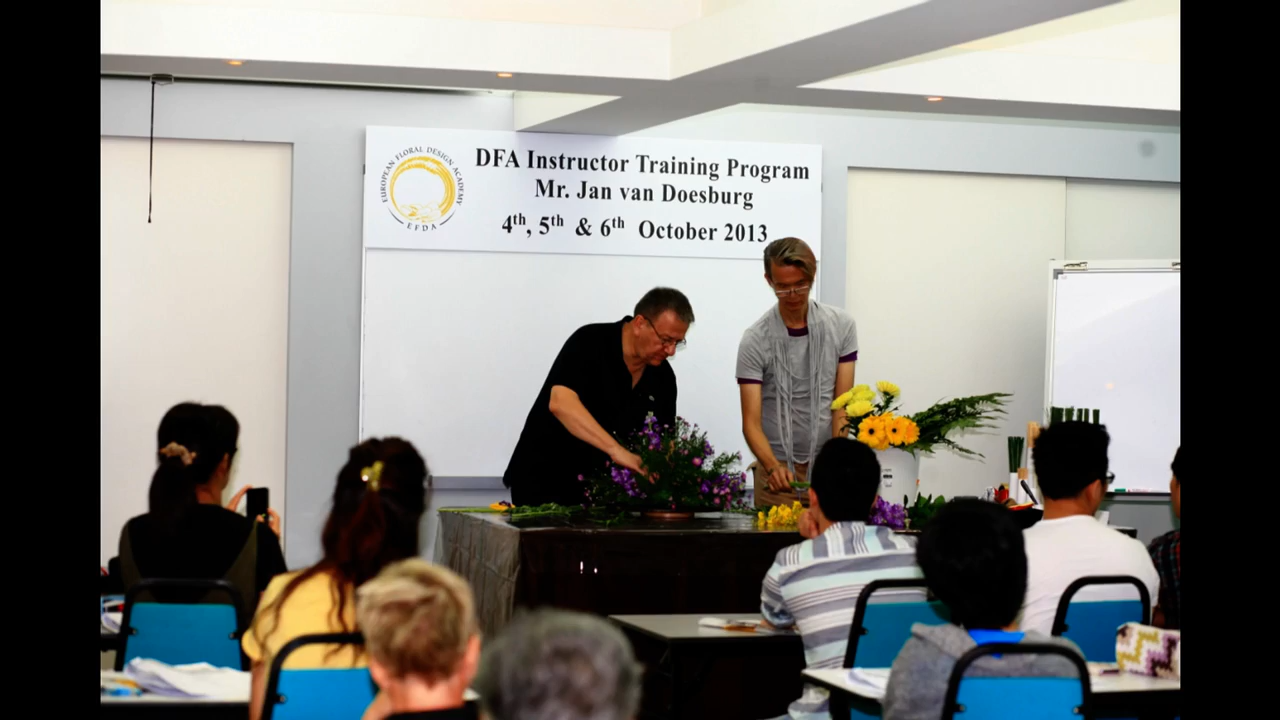 EUROPEAN FLORAL DESIGN ACADEMY
EFDA
DFA Instructor Training Program
Mr. Jan van Doesburg
4th, 5th & 6th October 2013